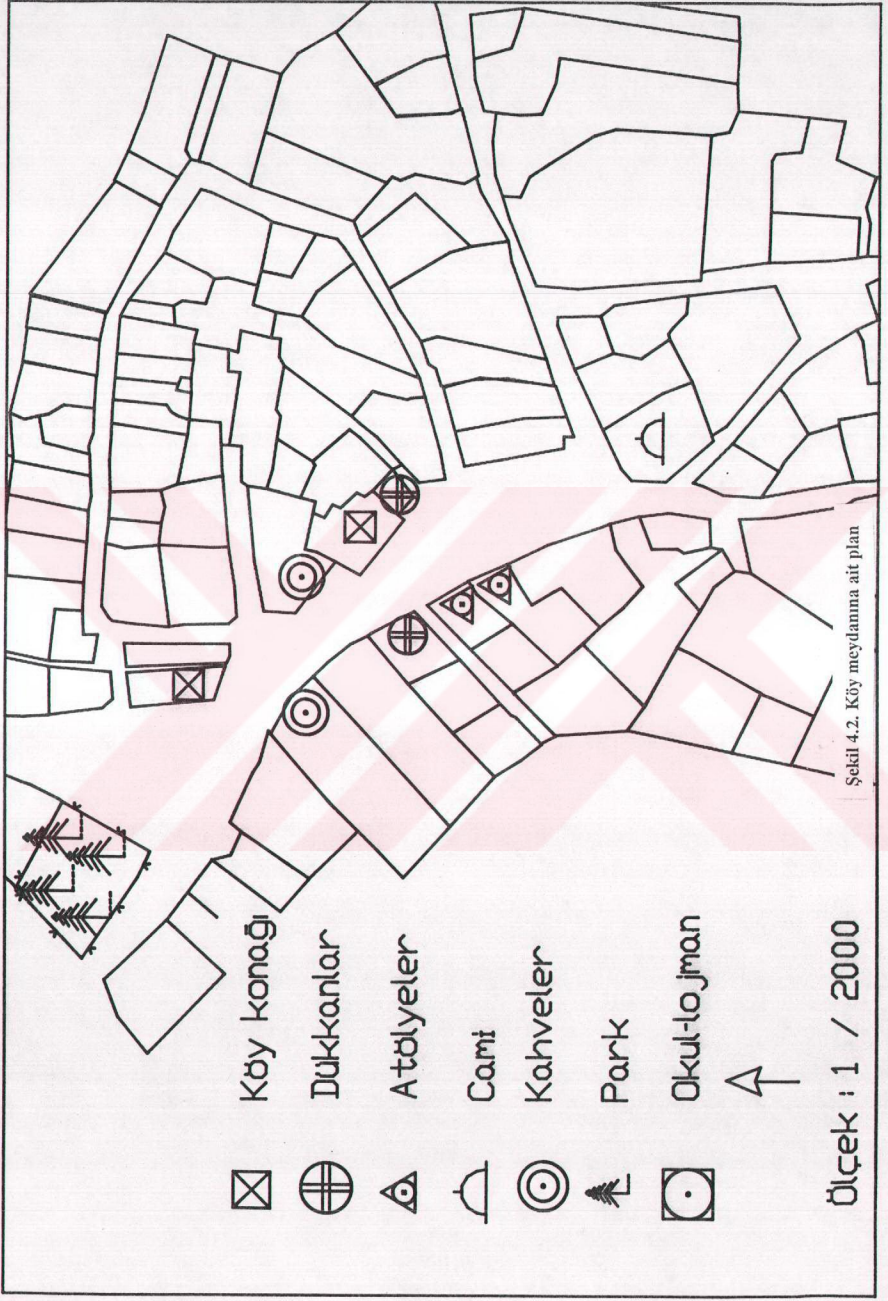 Köy konağı
Dükkanlar
Atölyeler
Cami
Kahveler
Park
Okul-lojman
Ölçek : 1 / 2000
Şekil 4.2. Köy meydanına ait plan